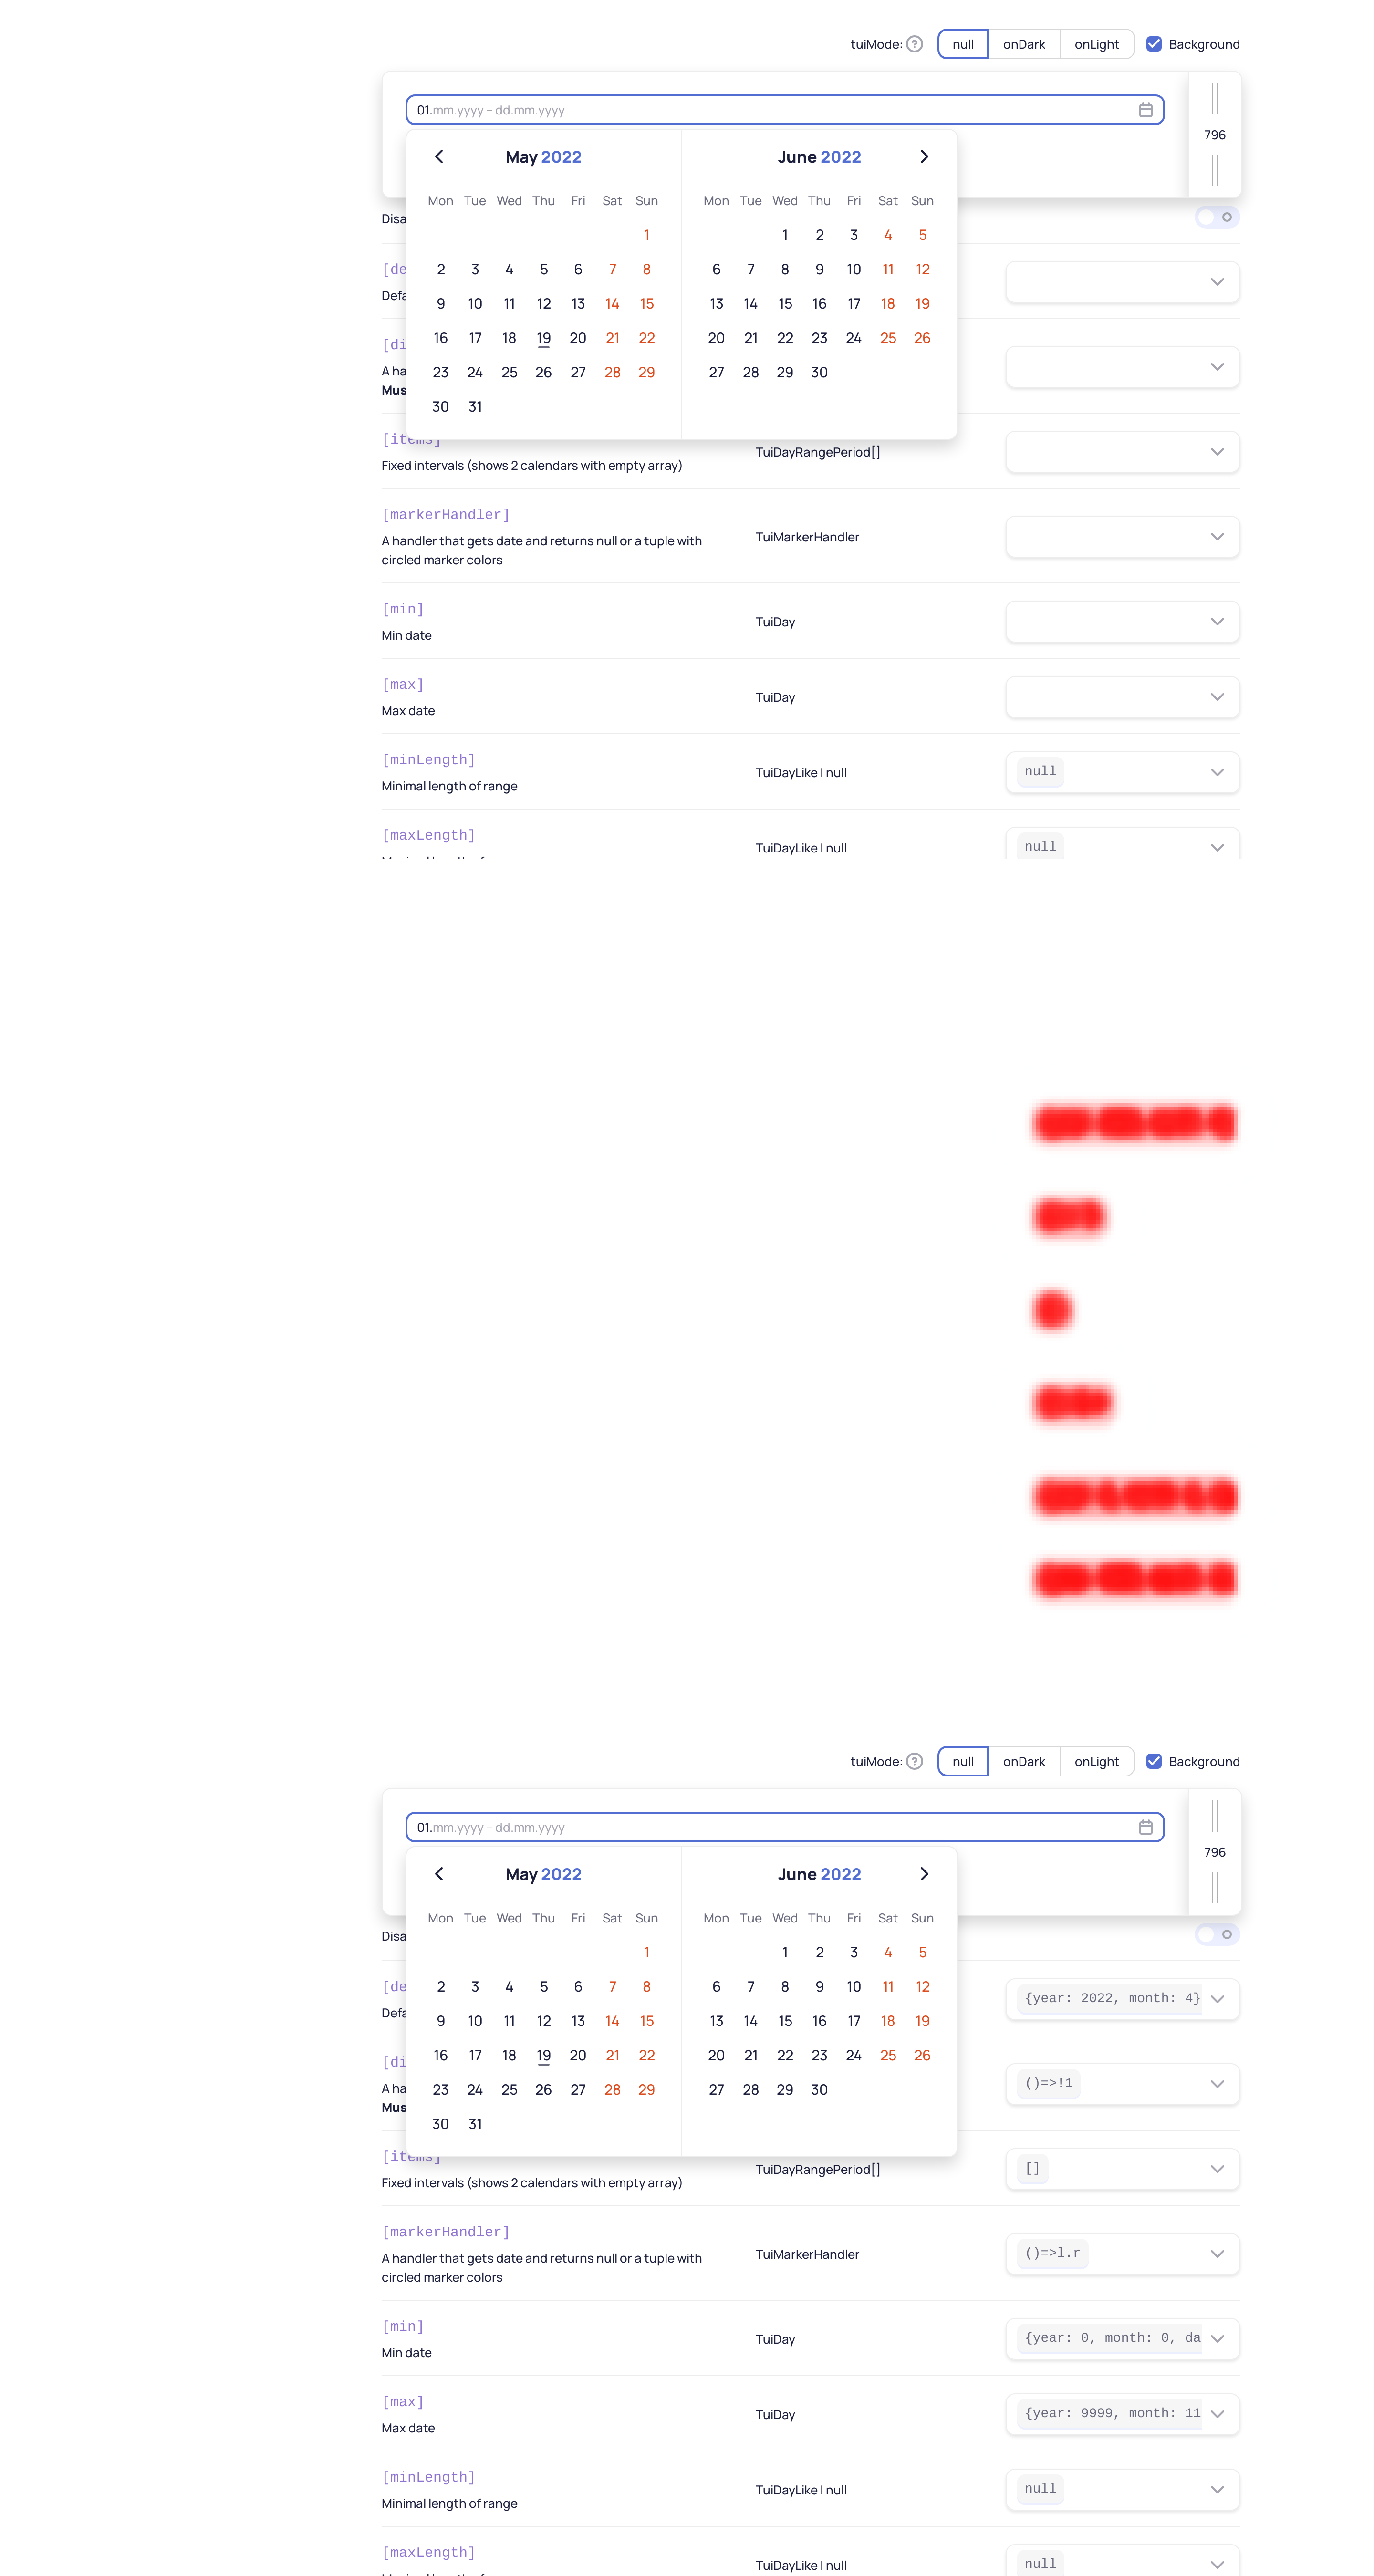 tuiMode: ? null onDark onLight Background
01.mm.yyyy – dd.mm.yyyy
796
May 2022 June 2022
Mon Tue Wed Thu Fri Sat Sun Mon Tue Wed Thu Fri Sat Sun
1 1 2 3 4 5
2 3 4 5 6 7 8 6 7 8 9 10 11 12
9 10 11 12 13 14 15 13 14 15 16 17 18 19
16 17 18 19 20 21 22 20 21 22 23 24 25 26
23 24 25 26 27 28 29 27 28 29 30
30 31
Disa
[de
Defa
[di
A ha
Mus
[items]
Fixed intervals (shows 2 calendars with empty array) TuiDayRangePeriod[]
[markerHandler]
A handler that gets date and returns null or a tuple with
circled marker colors
TuiMarkerHandler
[min]
Min date
TuiDay
[max]
Max date
TuiDay
[minLength]
Minimal length of range
TuiDayLike | null
null
[maxLength]
TuiDayLike | null
null
tuiMode: ? null onDark onLight Background
01.mm.yyyy – dd.mm.yyyy
796
May 2022 June 2022
Mon Tue Wed Thu Fri Sat Sun Mon Tue Wed Thu Fri Sat Sun
1 1 2 3 4 5
2 3 4 5 6 7 8 6 7 8 9 10 11 12
9 10 11 12 13 14 15 13 14 15 16 17 18 19
16 17 18 19 20 21 22 20 21 22 23 24 25 26
23 24 25 26 27 28 29 27 28 29 30
30 31
Disa
[de
Defa
{year: 2022, month: 4}
[di
A ha
Mus
()=>!1
[items]
Fixed intervals (shows 2 calendars with empty array)
TuiDayRangePeriod[]
[]
[markerHandler]
A handler that gets date and returns null or a tuple with
circled marker colors
TuiMarkerHandler
()=>l.r
[min]
Min date
TuiDay
{year: 0, month: 0, da
[max]
Max date
TuiDay
{year: 9999, month: 11
[minLength]
Minimal length of range
TuiDayLike | null
null
[maxLength]
TuiDayLike | null
null